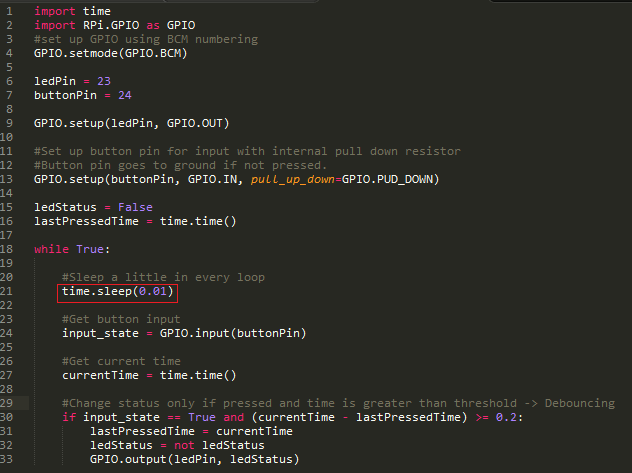 1 import time
2 import RPi.GPIO as GPIO
3 #set up GPIO using BCM numbering
4 GPIO.setmode(GPIO.BCM)
5
6 ledPin = 23
7 buttonPin = 24
8
9 GPIO.setup(ledPin, GPIO.OUT)
10
11 #Set up button pin for input with internal pull down resistor
12 #Button pin goes to ground if not pressed.
13 GPIO.setup(buttonPin, GPIO.IN, pull_up_down=GPIO.PUD_DOWN)
14
15 ledStatus = False
16 lastPressedTime = time.time()
17
18 while True:
19
20     #Sleep a little in every loop
21     time.sleep(0.01)
22
23     #Get button input
24     input_state = GPIO.input(buttonPin)
25
26     #Get current time
27     currentTime = time.time()
28
29     #Change status only if pressed and time is greater than threshold -> Debouncing
30     if input_state == True and (currentTime - lastPressedTime) >= 0.2:
31         lastPressedTime = currentTime
32         ledStatus = not ledStatus
33         GPIO.output(ledPin, ledStatus)